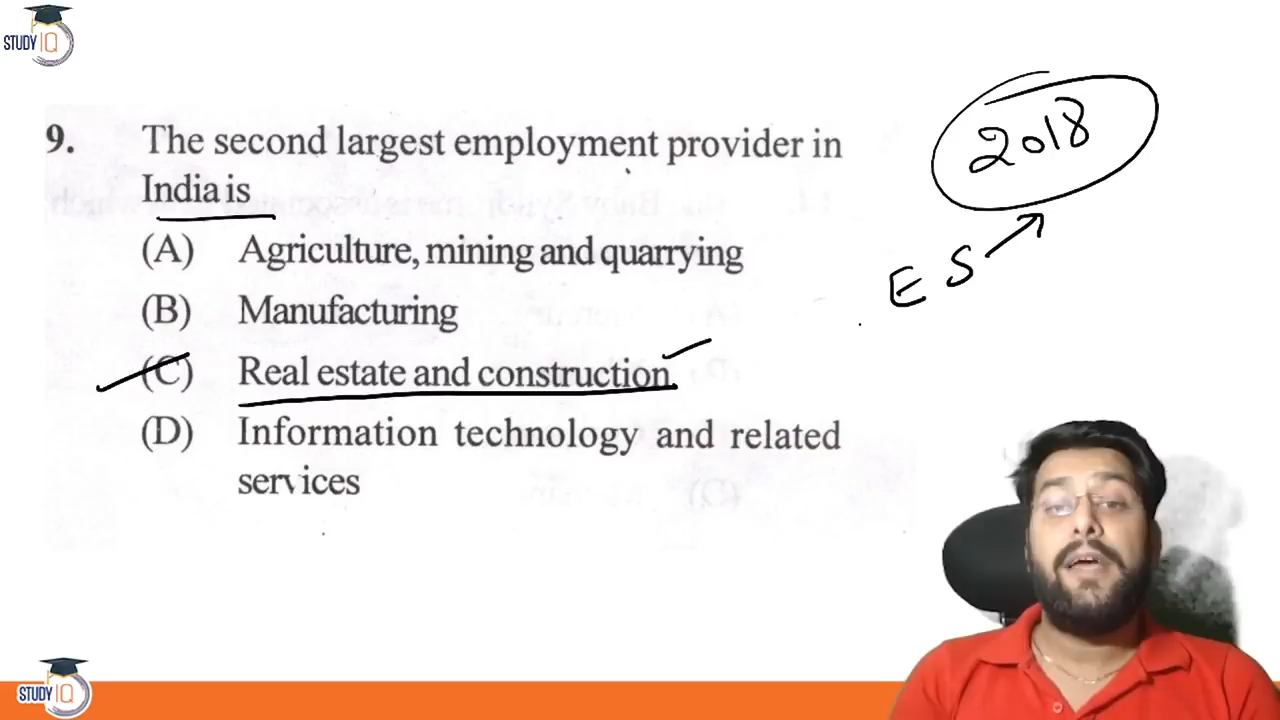 STUDY IQ
2018
E S
9. The second largest employment provider in
India is
(A) Agriculture, mining and quarrying
(B) Manufacturing
(C) Real estate and construction
(D) Information technology and related
services
STUDY IQ